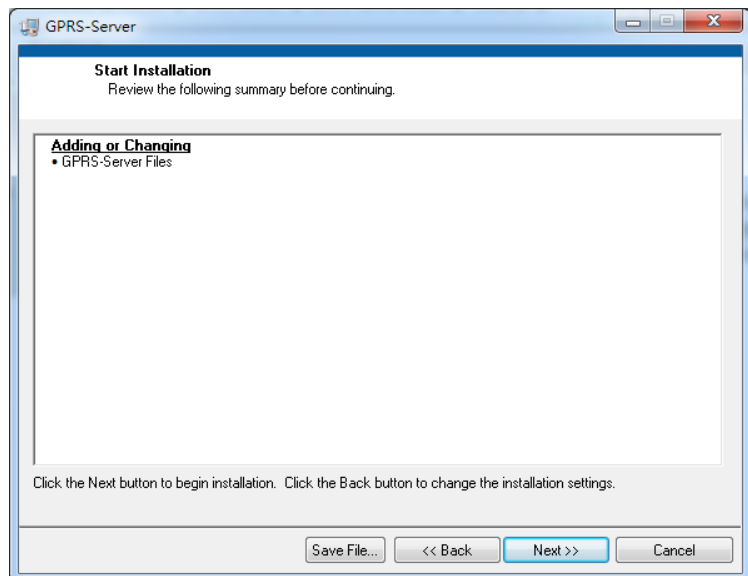 GPRS-Server
Start Installation
Review the following summary before continuing.
Adding or Changing
• GPRS-Server Files
Click the Next button to begin installation. Click the Back button to change the installation settings.
Save File... << Back Next >> Cancel